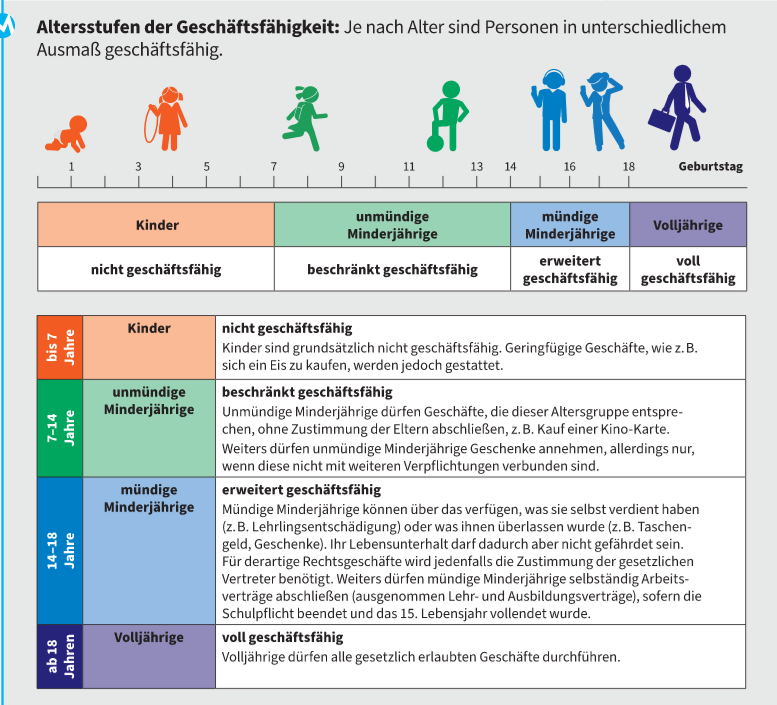 M
Altersstufen der Geschäftsfähigkeit: Je nach Alter sind Personen in unterschiedlichem
Ausmaß geschäftsfähig.
1 3 5 7 9 11 13 14 16 18 Geburtstag
Kinder
unmündige
Minderjährige
mündige
Minderjährige
Volljährige
nicht geschäftsfähig
beschränkt geschäftsfähig
erweitert
geschäftsfähig
voll
geschäftsfähig
bis 7
Jahre
Kinder
nicht geschäftsfähig
Kinder sind grundsätzlich nicht geschäftsfähig. Geringfügige Geschäfte, wie z. B.
sich ein Eis zu kaufen, werden jedoch gestattet.
7–14
Jahre
unmündige
Minderjährige
beschränkt geschäftsfähig
Unmündige Minderjährige dürfen Geschäfte, die dieser Altersgruppe entspre-
chen, ohne Zustimmung der Eltern abschließen, z. B. Kauf einer Kino-Karte.
Weiters dürfen unmündige Minderjährige Geschenke annehmen, allerdings nur,
wenn diese nicht mit weiteren Verpflichtungen verbunden sind.
14–18
Jahre
mündige
Minderjährige
erweitert geschäftsfähig
Mündige Minderjährige können über das verfügen, was sie selbst verdient haben
(z. B. Lehrlingsentschädigung) oder was ihnen überlassen wurde (z. B. Taschen-
geld, Geschenke). Ihr Lebensunterhalt darf dadurch aber nicht gefährdet sein.
Für derartige Rechtsgeschäfte wird jedenfalls die Zustimmung der gesetzlichen
Vertreter benötigt. Weiters dürfen mündige Minderjährige selbständig Arbeits-
verträge abschließen (ausgenommen Lehr- und Ausbildungsverträge), sofern die
Schulpflicht beendet und das 15. Lebensjahr vollendet wurde.
ab 18
Jahren
Volljährige
voll geschäftsfähig
Volljährige dürfen alle gesetzlich erlaubten Geschäfte durchführen.